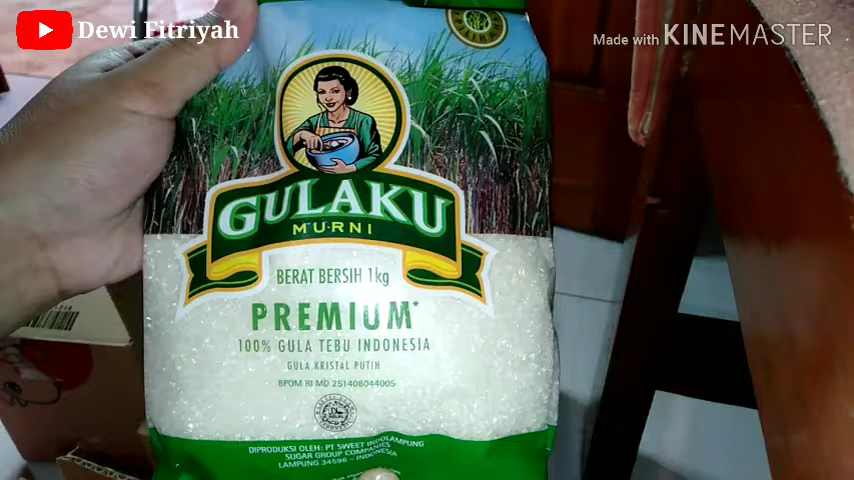 Dewi Fitriyah
Made with KINEMASTER
GULAKU
MURNI
BERAT BERSIH 1kg
PREMIUM*
100% GULA TEBU INDONESIA
GULA KRISTAL PUTIH
BPOM RI MD 251408044005
HALAL
DIPRODUKSI OLEH: PT SWEET INDOLAMPUNG
SUGAR GROUP COMPANIES
LAMPUNG 34596 - INDONESIA